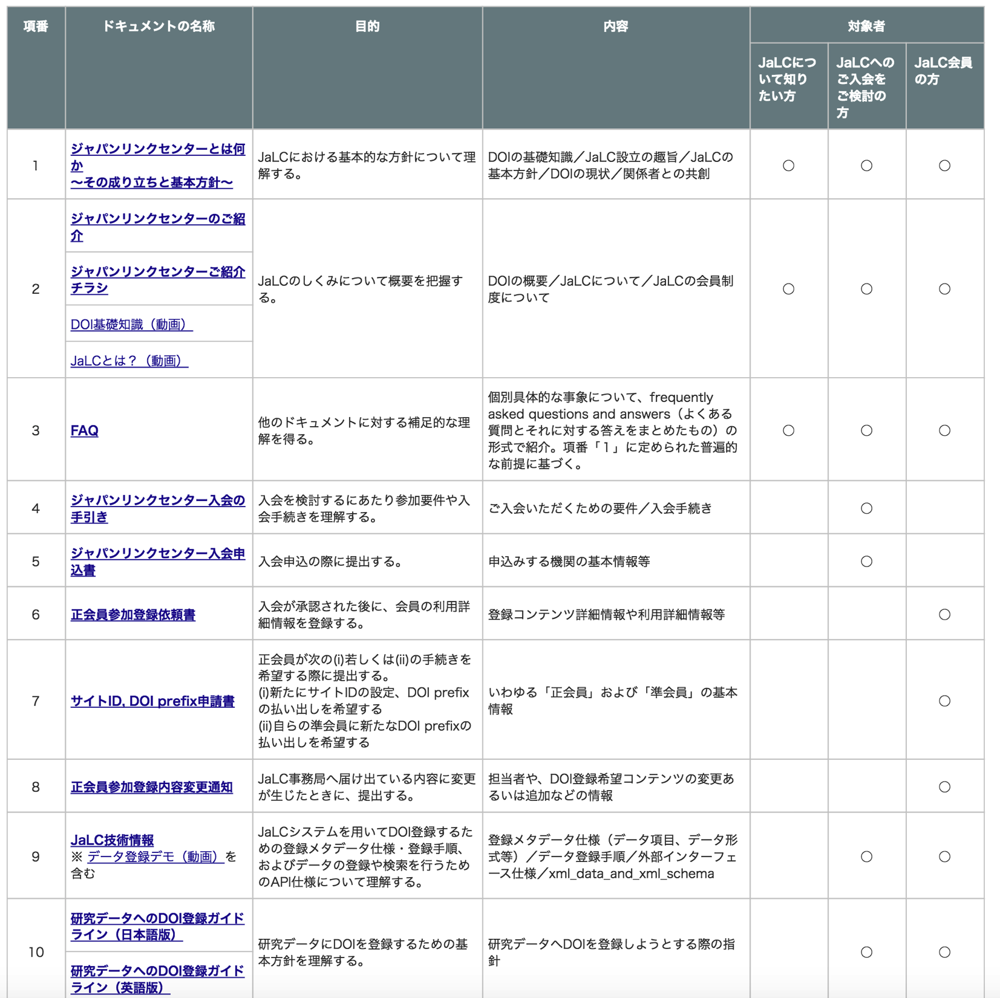 項番
ドキュメントの名称
目的
内容
対象者
JaLCにつ
いて知り
たい方
JaLCへの
ご入会を
ご検討の
方
JaLC会員
の方
1
ジャパンリンクセンターとは何
か
～その成り立ちと基本方針～
JaLCにおける基本的な方針について理
解する。
DOIの基礎知識／JaLC設立の趣旨／JaLCの
基本方針／DOIの現状／関係者との共創
○
○
○
2
ジャパンリンクセンターのご紹
介
ジャパンリンクセンターご紹介
チラシ
DOI基礎知識（動画）
JaLCとは？（動画）
JaLCのしくみについて概要を把握す
る。
DOIの概要／JaLCについて／JaLCの会員制
度について
○
○
○
3
FAQ
他のドキュメントに対する補足的な理
解を得る。
個別具体的な事象について、frequently
asked questions and answers（よくある
質問とそれに対する答えをまとめたもの）の
形式で紹介。項番「１」に定められた普遍的
な前提に基づく。
○
○
○
4
ジャパンリンクセンター入会の
手引き
入会を検討するにあたり参加要件や入
会手続きを理解する。
ご入会いただくための要件／入会手続き
○
5
ジャパンリンクセンター入会申
込書
入会申込の際に提出する。
申込みする機関の基本情報等
○
6
正会員参加登録依頼書
入会が承認された後に、会員の利用詳
細情報を登録する。
登録コンテンツ詳細情報や利用詳細情報等
○
7
サイトID, DOI prefix申請書
正会員が次の(i)若しくは(ii)の手続きを
希望する際に提出する。
(i)新たにサイトIDの設定、DOI prefix
の払い出しを希望する
(ii)自らの準会員に新たなDOI prefixの
払い出しを希望する
いわゆる「正会員」および「準会員」の基本
情報
○
8
正会員参加登録内容変更通知
JaLC事務局へ届け出ている内容に変更
が生じたときに、提出する。
担当者や、DOI登録希望コンテンツの変更あ
るいは追加などの情報
○
9
JaLC技術情報
※ データ登録デモ（動画）を
含む
JaLCシステムを用いてDOI登録するた
めの登録メタデータ仕様・登録手順、
およびデータの登録や検索を行うため
のAPI仕様について理解する。
登録メタデータ仕様（データ項目、データ形
式等）／データ登録手順／外部インターフェ
ース仕様／xml_data_and_xml_schema
○
○
10
研究データへのDOI登録ガイド
ライン（日本語版）
研究データへのDOI登録ガイド
ライン（英語版）
研究データにDOIを登録するための基
本方針を理解する。
研究データへDOIを登録しようとする際の指
針
○
○